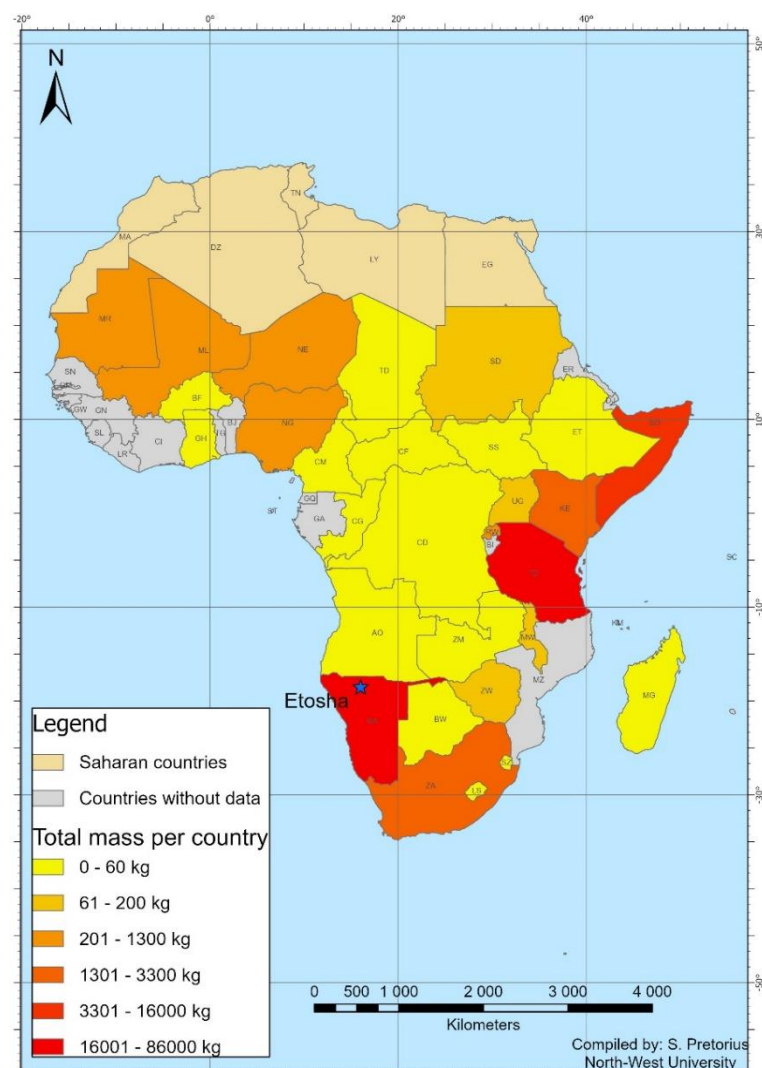 -20° 0° 20° 40°
50°
N
TN
MA
30°
DZ
LY
EG
MR
ML
NE
TD
SD
ER
SN
GW
GN
BF
10°
SL
CI
GH
TG
BJ
NG
LR
CM
CF
SS
ET
GQ
UG
KE
ST
GA
CG
CD
BI
SC
-10°
AO
ZM
MW
KM
MZ
Etosha
ZW
BW
MG
SZ
LS
ZA
-30°
-50°
Legend
Saharan countries
Countries without data
Total mass per country
0 - 60 kg
61 - 200 kg
201 - 1300 kg
1301 - 3300 kg
3301 - 16000 kg
16001 - 86000 kg
0 500 1 000 2 000 3 000 4 000
Kilometers
Compiled by: S. Pretorius
North-West University